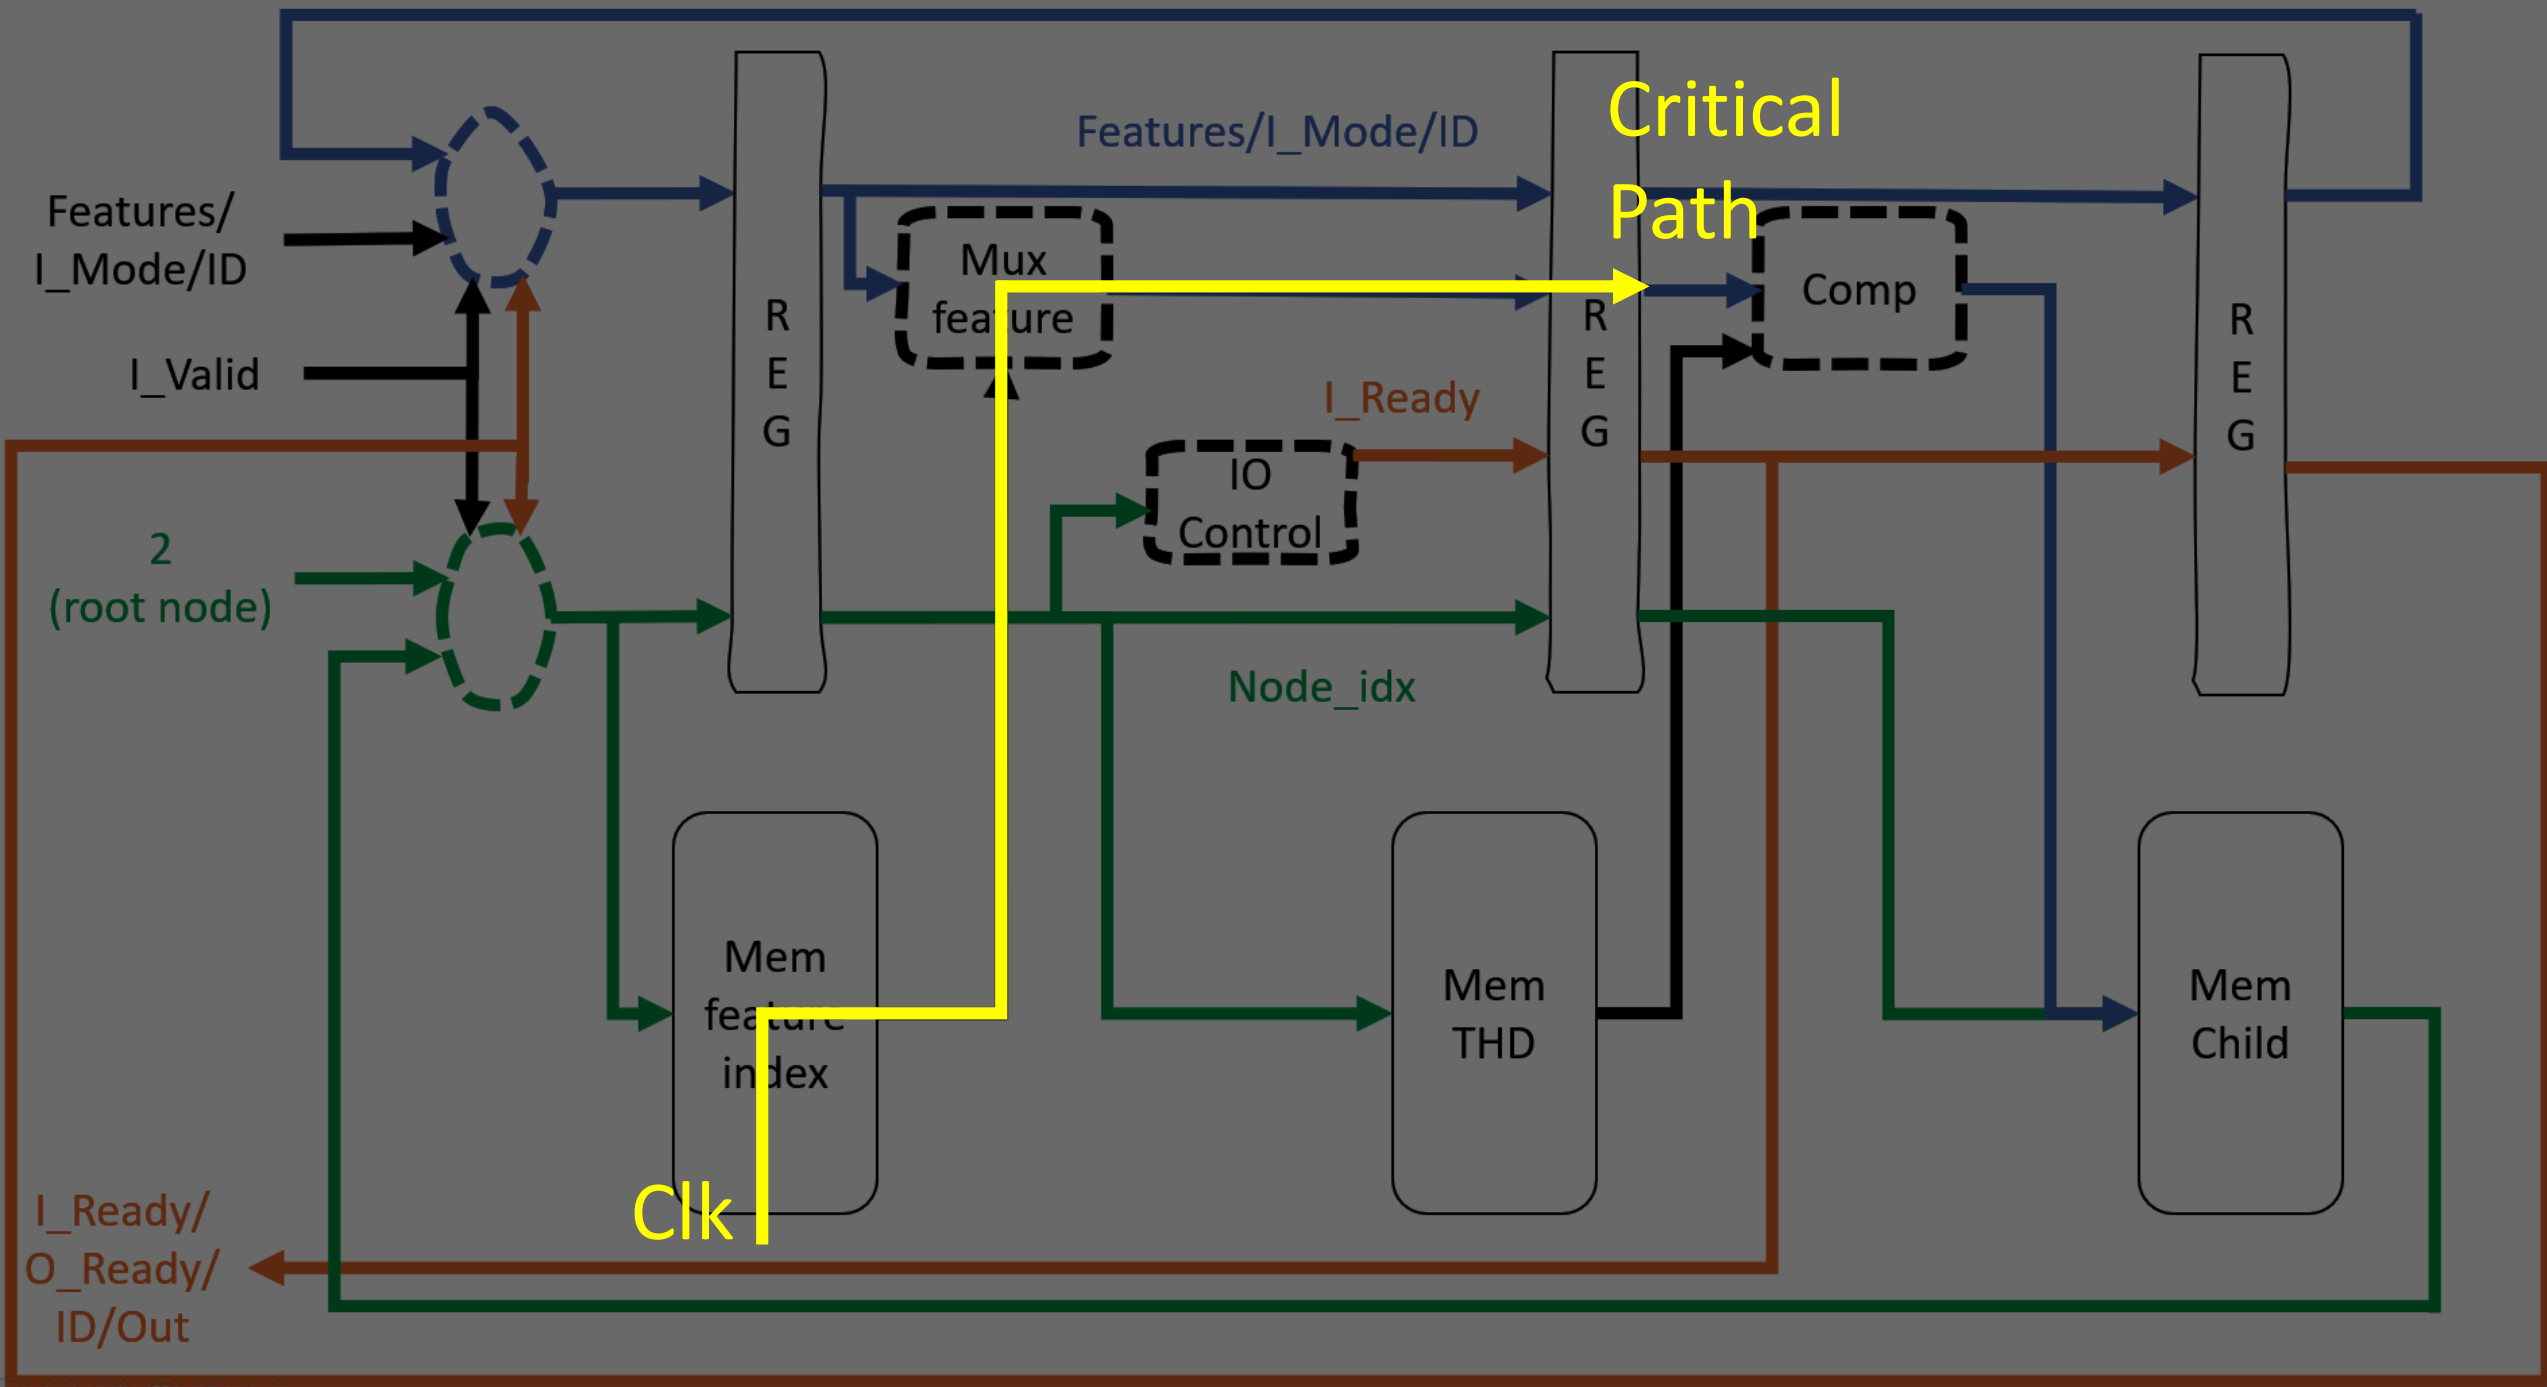 Critical
Path
Features/I_Mode/ID
Features/
I_Mode/ID
Mux
feature
Comp
R
E
G
R
E
G
R
E
G
I_Valid
I_Ready
IO
Control
2
(root node)
Node_idx
Mem
feature
index
Mem
THD
Mem
Child
Clk
I_Ready/
O_Ready/
ID/Out